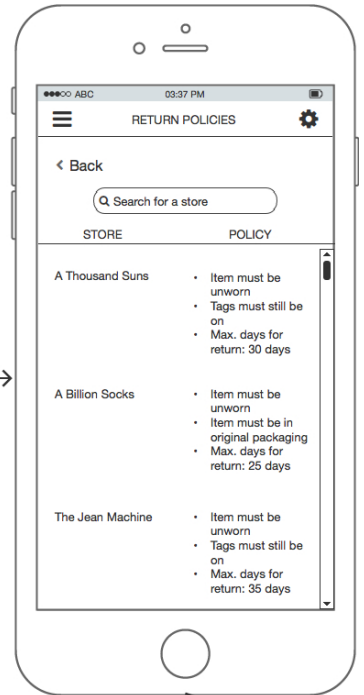 ABC 03:37 PM
RETURN POLICIES
< Back
Search for a store
STORE POLICY
A Thousand Suns
• Item must be
unworn
• Tags must still be
on
• Max. days for
return: 30 days
A Billion Socks
• Item must be
unworn
• Item must be in
original packaging
• Max. days for
return: 25 days
The Jean Machine
• Item must be
unworn
• Tags must still be
on
• Max. days for
return: 35 days